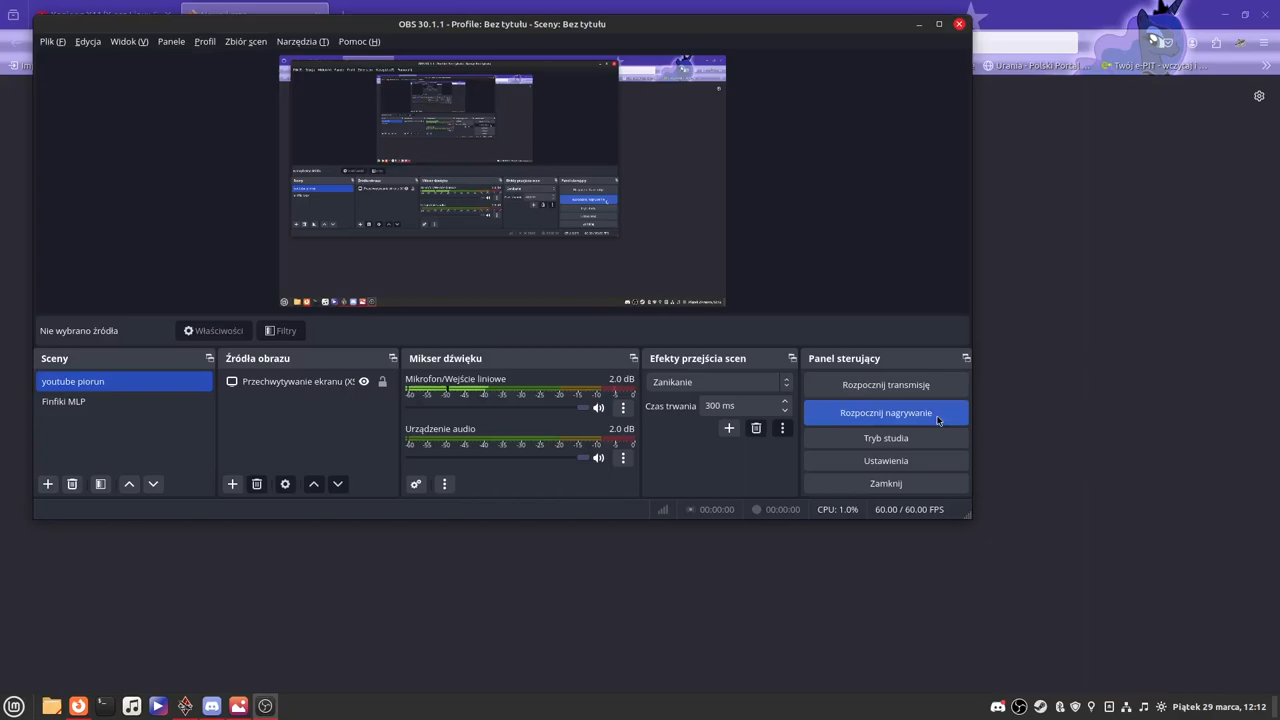 OBS 30.1.1 - Profile: Bez tytułu - Sceny: Bez tytułu
Plik (F) Edycja Widok (V) Panele Profil Zbiór scen Narzędzia (T) Pomoc (H)
Urania - Polski Portal ... Twój e-PIT - wczytaj i ...
Nie wybrano źródła Właściwości Filtry
Sceny Źródła obrazu Mikser dźwięku Efekty przejścia scen Panel sterujący
youtube piorun
Finfiki MLP
Przechwytywanie ekranu (XS
Mikrofon/Wejście liniowe 2.0 dB
-60 -55 -50 -45 -40 -35 -30 -25 -20 -15 -10 -5 0
Urządzenie audio 2.0 dB
-60 -55 -50 -45 -40 -35 -30 -25 -20 -15 -10 -5 0
Zanikanie
Czas trwania 300 ms
Rozpocznij transmisję
Rozpocznij nagrywanie
Tryb studia
Ustawienia
Zamknij
00:00:00 00:00:00 CPU: 1.0% 60.00 / 60.00 FPS
Piątek 29 marca, 12:12